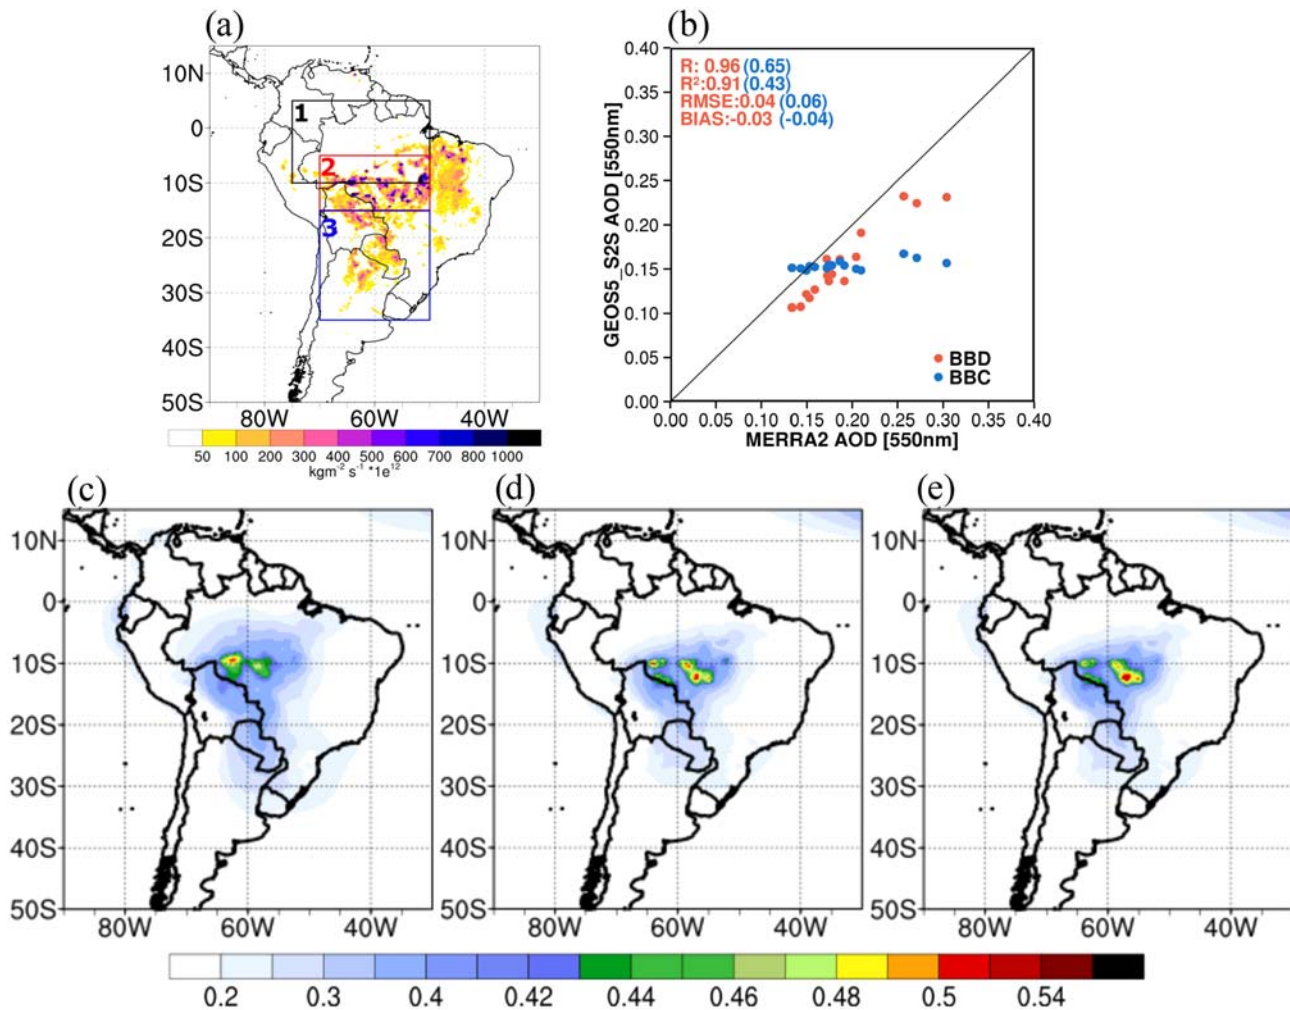 (a)
10N
0
10S
20S
30S
40S
50S
1
2
3
80W 60W 40W
50 100 200 300 400 500 600 700 800 1000
kgm⁻² s⁻¹ *1e¹²
(b)
GEOS5 S2S AOD [550nm]
0.40
0.35
0.30
0.25
0.20
0.15
0.10
0.05
0.00
R: 0.96 (0.65)
R²:0.91 (0.43)
RMSE:0.04 (0.06)
BIAS:-0.03 (-0.04)
BBD
BBC
0.00 0.05 0.10 0.15 0.20 0.25 0.30 0.35 0.40
MERRA2 AOD [550nm]
(c)
10N
0
10S
20S
30S
40S
50S
80W 60W 40W
(d)
10N
0
10S
20S
30S
40S
50S
80W 60W 40W
(e)
10N
0
10S
20S
30S
40S
50S
80W 60W 40W
0.2 0.3 0.4 0.42 0.44 0.46 0.48 0.5 0.54